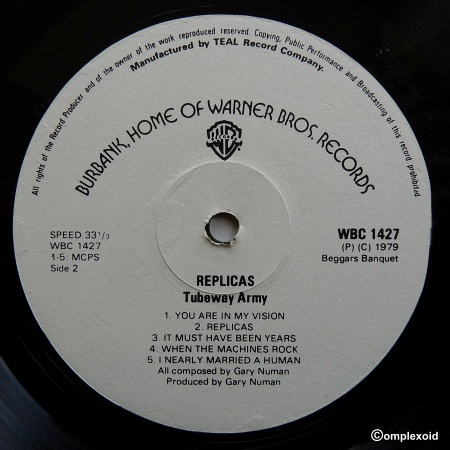 All rights of the Record Producer and of the owner of the work reproduced reserved. Copying, Public Performance and Broadcasting of this record prohibited
Manufactured by TEAL Record Company.
BURBANK, HOME OF WARNER BROS. RECORDS
WB
SPEED 33 1/3
WBC 1427
1-5: MCPS
Side 2
WBC 1427
(P) (C) 1979
Beggars Banquet
REPLICAS
Tubeway Army
1. YOU ARE IN MY VISION
2. REPLICAS
3. IT MUST HAVE BEEN YEARS
4. WHEN THE MACHINES ROCK
5. I NEARLY MARRIED A HUMAN
All composed by Gary Numan
Produced by Gary Numan
©omplexoid